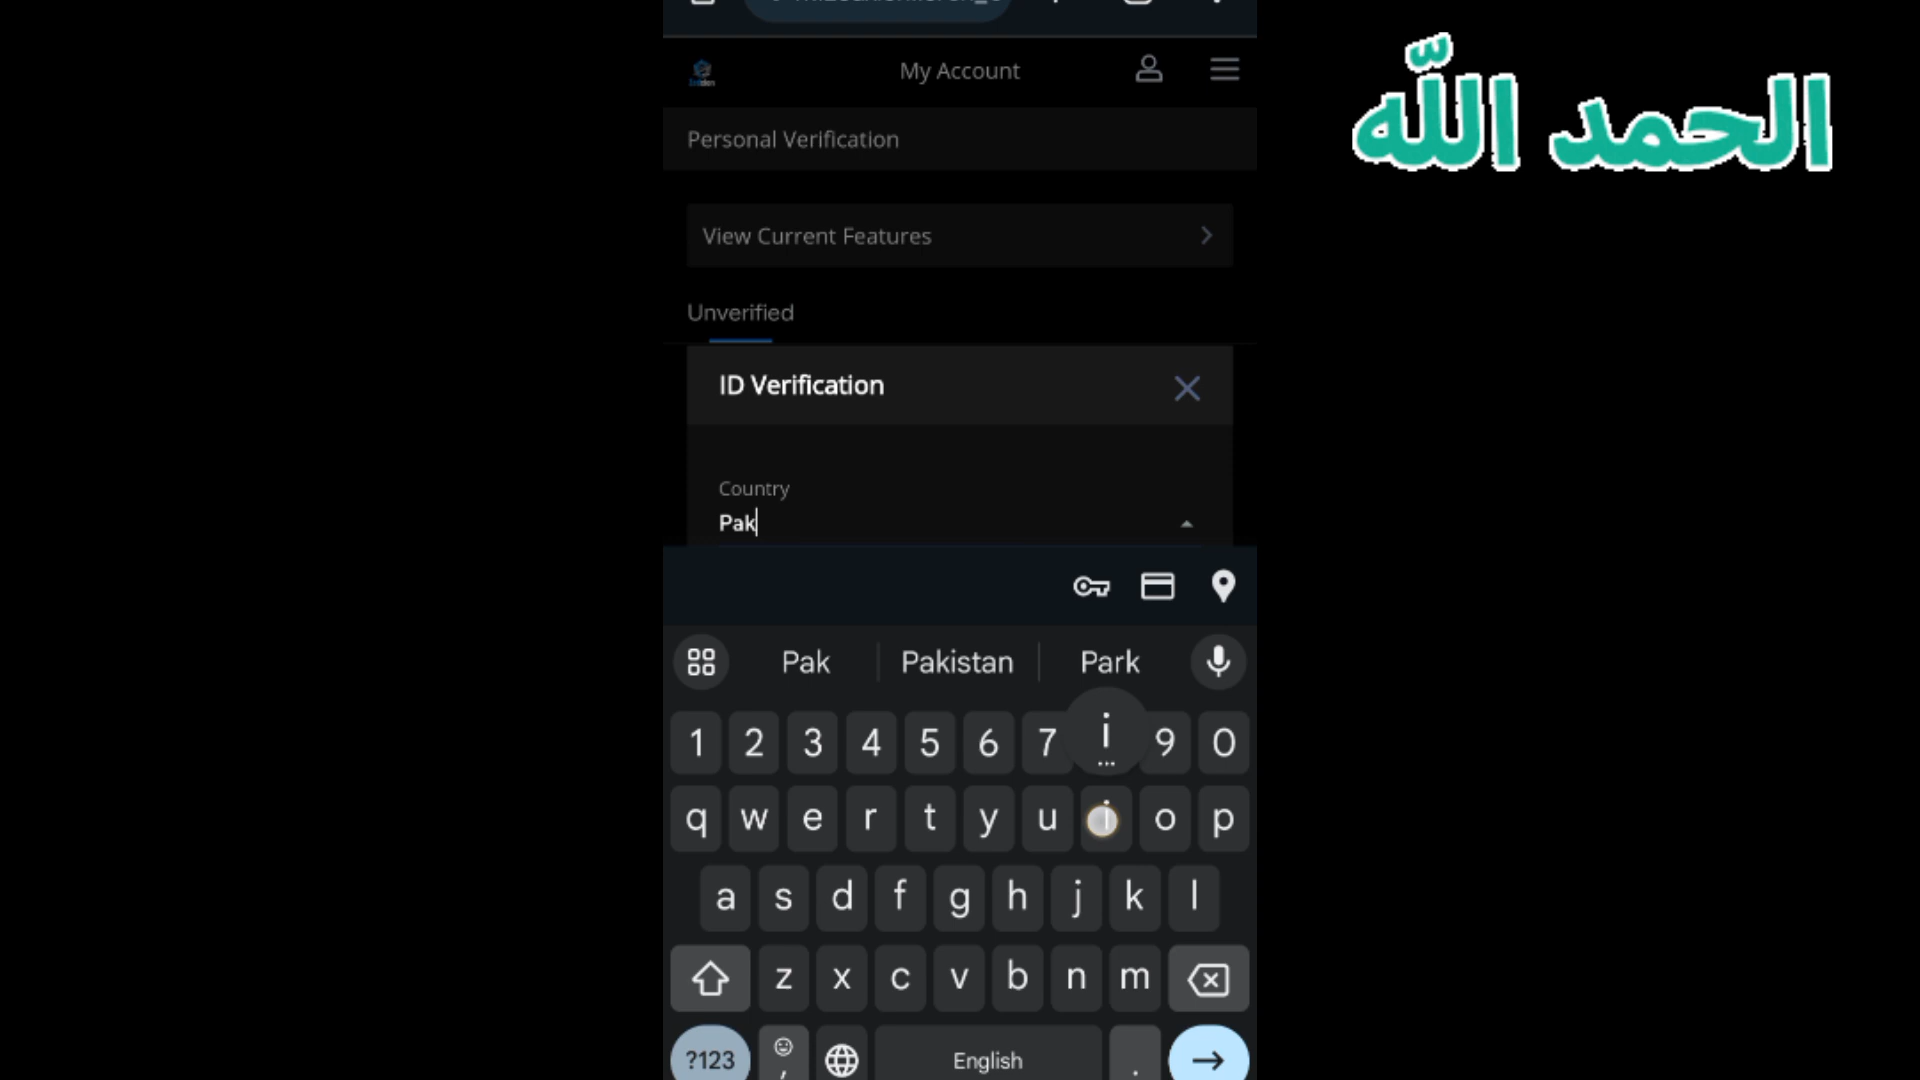 My Account
الحمد اللّٰه
Personal Verification
View Current Features
Unverified
ID Verification
Country
Pak
Pak Pakistan Park
i
1 2 3 4 5 6 7 9 0
q w e r t y u i o p
a s d f g h j k l
z x c v b n m
?123 , English .